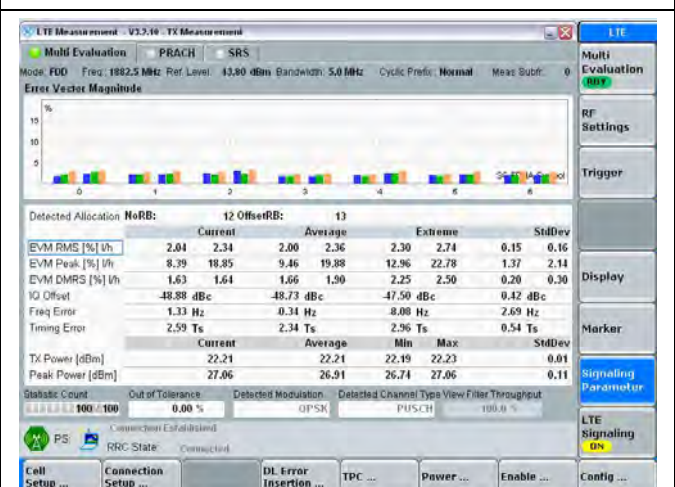 LTE Measurement - V3.2.10 - TX Measurement
LTE
Multi Evaluation PRACH SRS
Multi Evaluation RDY
Mode: FDD Freq.: 1882.5 MHz Ref. Level: 43.80 dBm Bandwidth: 5.0 MHz Cyclic Prefix: Normal Meas. Subfr.: 0
Error Vector Magnitude
%
15
10
5
0 1 2 3 4 5 6
RF Settings
Trigger
Detected Allocation NoRB: 12 OffsetRB: 13
Current Average Extreme StdDev
EVM RMS [%] l/h 2.04 2.34 2.00 2.36 2.30 2.74 0.15 0.16
EVM Peak [%] l/h 8.39 18.85 9.46 19.88 12.96 22.78 1.37 2.14
EVM DMRS [%] l/h 1.63 1.64 1.66 1.90 2.25 2.50 0.20 0.30
IQ Offset -48.88 dBc -48.73 dBc -47.50 dBc 0.42 dBc
Freq Error 1.33 Hz 0.34 Hz 8.08 Hz 2.69 Hz
Timing Error 2.59 Ts 2.34 Ts 2.96 Ts 0.54 Ts
Current Average Min Max StdDev
TX Power [dBm] 22.21 22.21 22.19 22.23 0.01
Peak Power [dBm] 27.06 26.91 26.74 27.06 0.11
Display
Marker
Signaling Parameter
Statistic Count Out of Tolerance Detected Modulation Detected Channel Type View Filter Throughput
100 / 100 0.00 % QPSK PUSCH 100.0 %
Connection Established
PS RRC State: Connected
LTE Signaling ON
Cell Setup ... Connection Setup ... DL Error Insertion ... TPC ... Power ... Enable ... Config ...